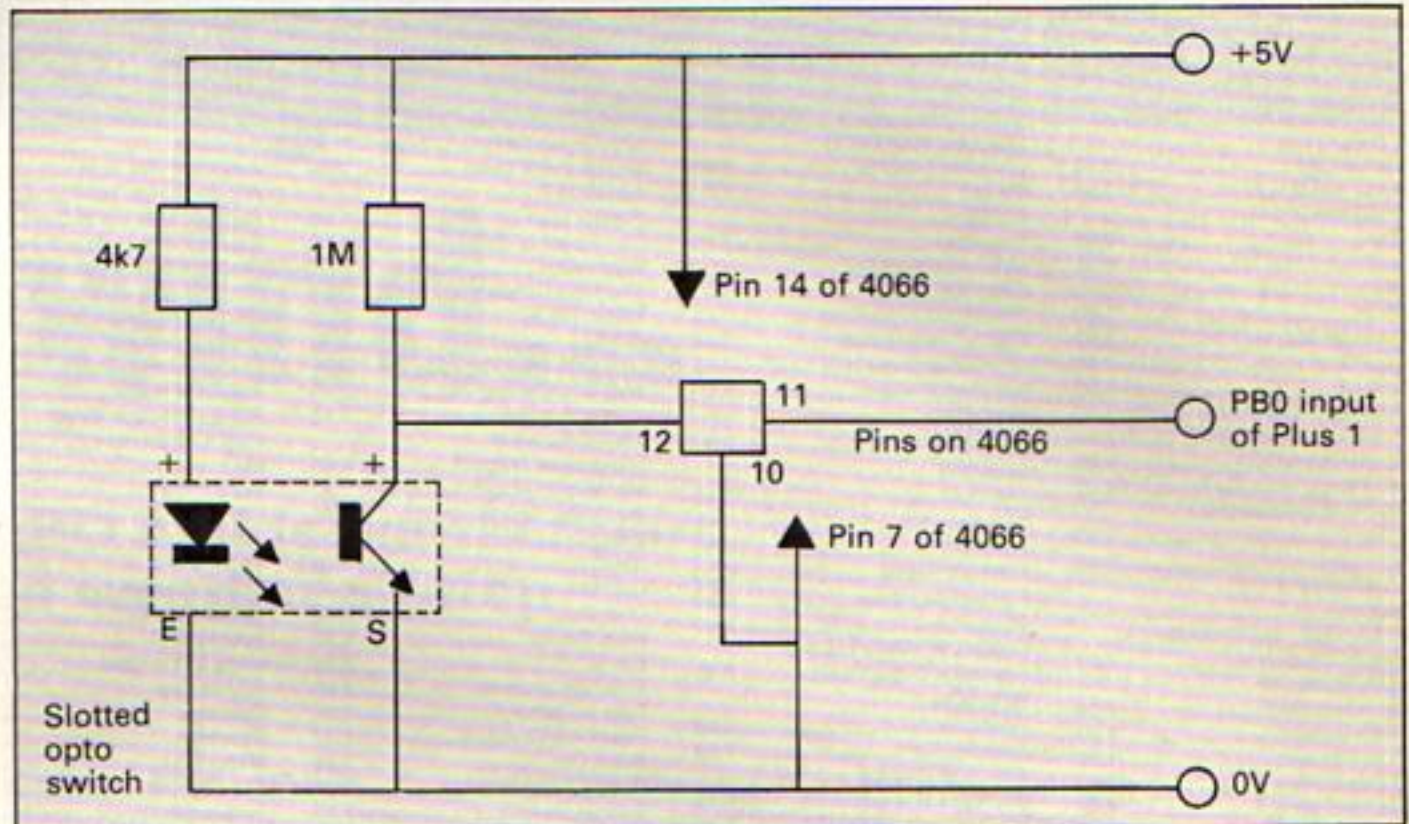 +5V
4k7
1M
Pin 14 of 4066
11
PB0 input
of Plus 1
12
Pins on 4066
10
+
+
Pin 7 of 4066
E
S
Slotted
opto
switch
0V